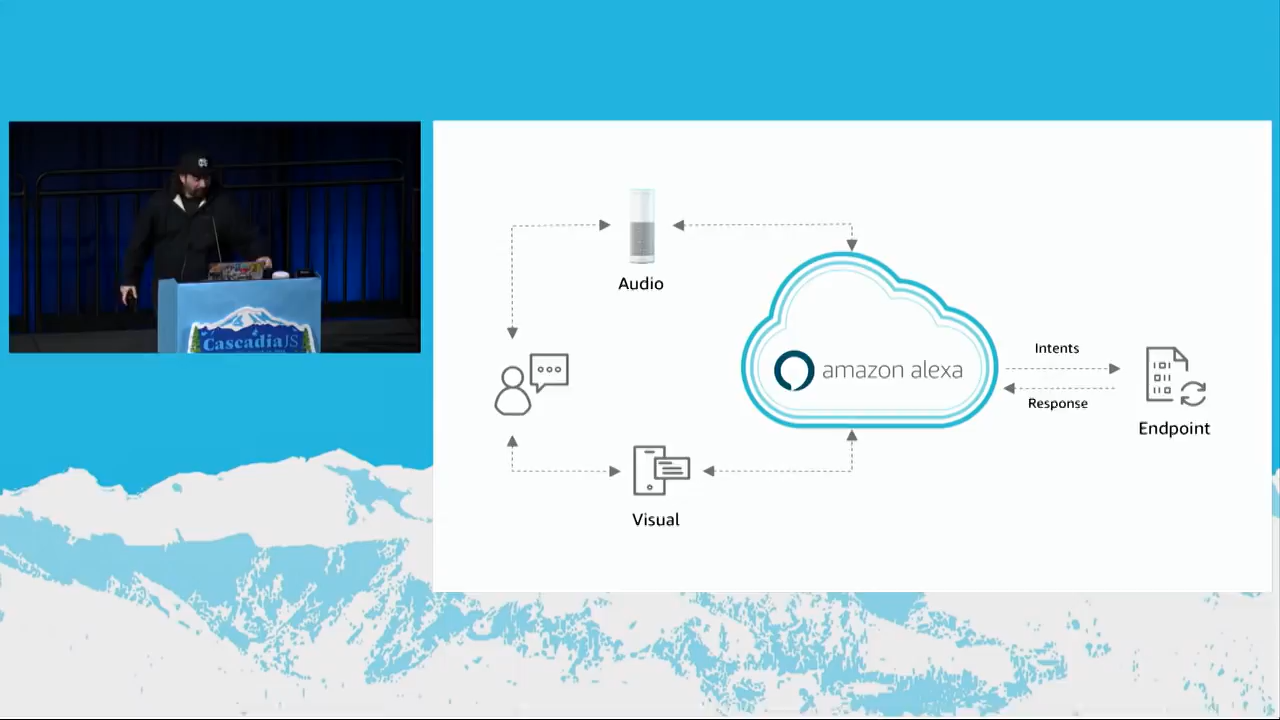 CascadiaJS
Audio
amazon alexa
Intents
Response
Endpoint
Visual